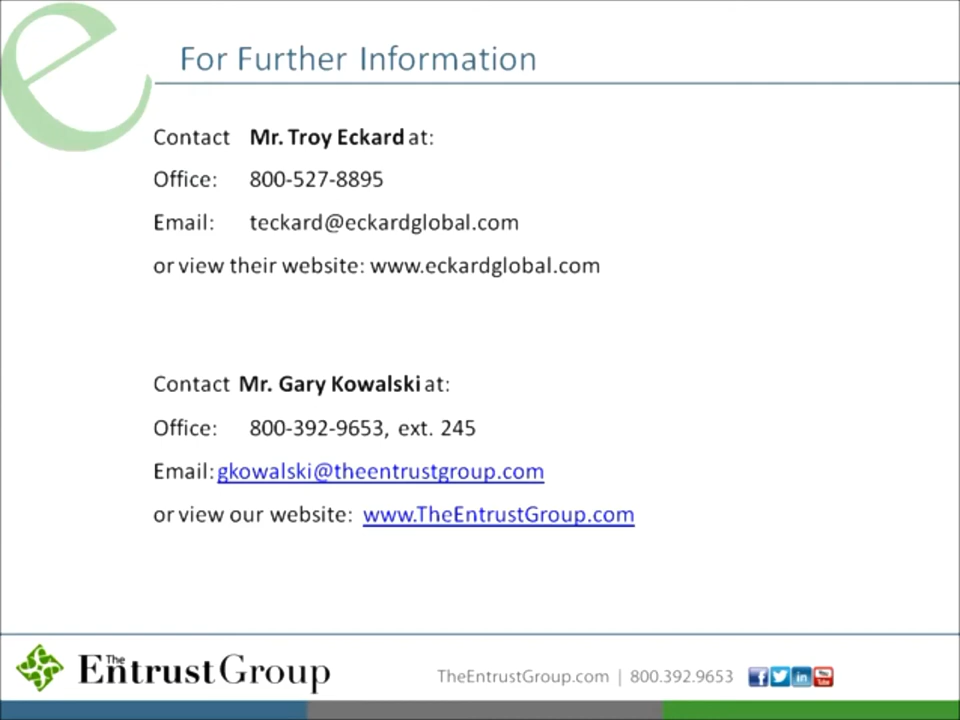 For Further Information
Contact Mr. Troy Eckard at:
Office: 800-527-8895
Email: teckard@eckardglobal.com
or view their website: www.eckardglobal.com
Contact Mr. Gary Kowalski at:
Office: 800-392-9653, ext. 245
Email: gkowalski@theentrustgroup.com
or view our website: www.TheEntrustGroup.com
The Entrust Group
TheEntrustGroup.com | 800.392.9653